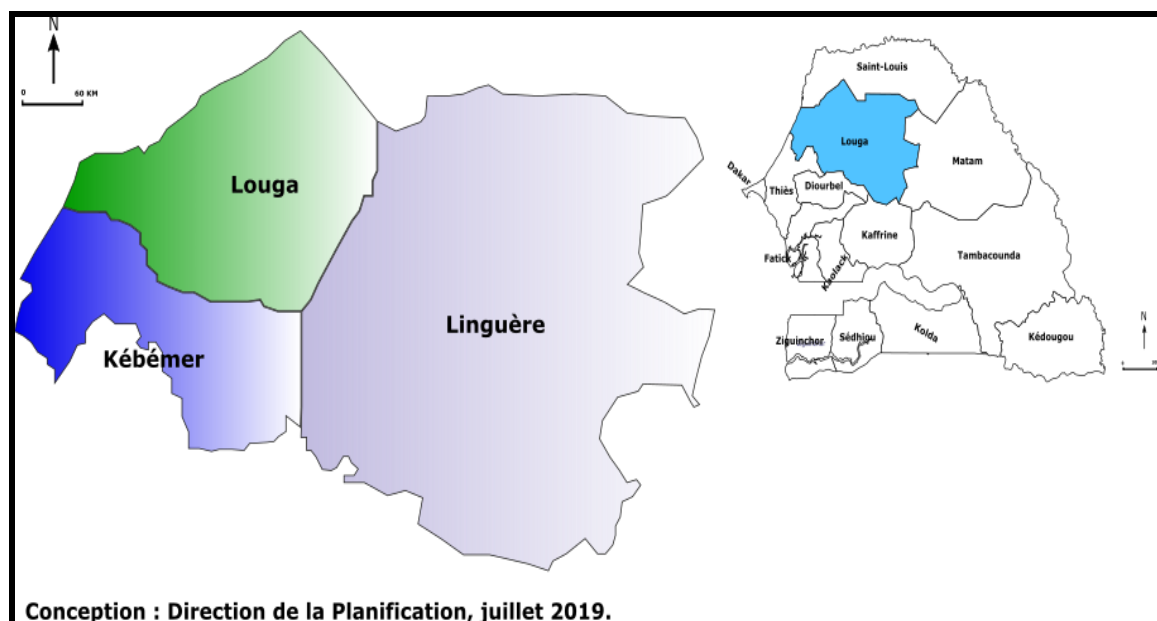 N
0 60 KM
Louga
Kébémer
Linguère
Saint-Louis
Louga
Matam
Dakar
Thiès
Diourbel
Fatick
Kaolack
Kaffrine
Tambacounda
Ziguinchor
Sédhiou
Kolda
Kédougou
N
0
Conception : Direction de la Planification, juillet 2019.